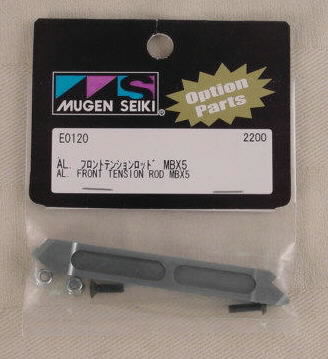 MUGEN SEIKI®
Option
Parts
E0120 2200
AL. フロントテンションロッド MBX5
AL. FRONT TENSION ROD MBX5